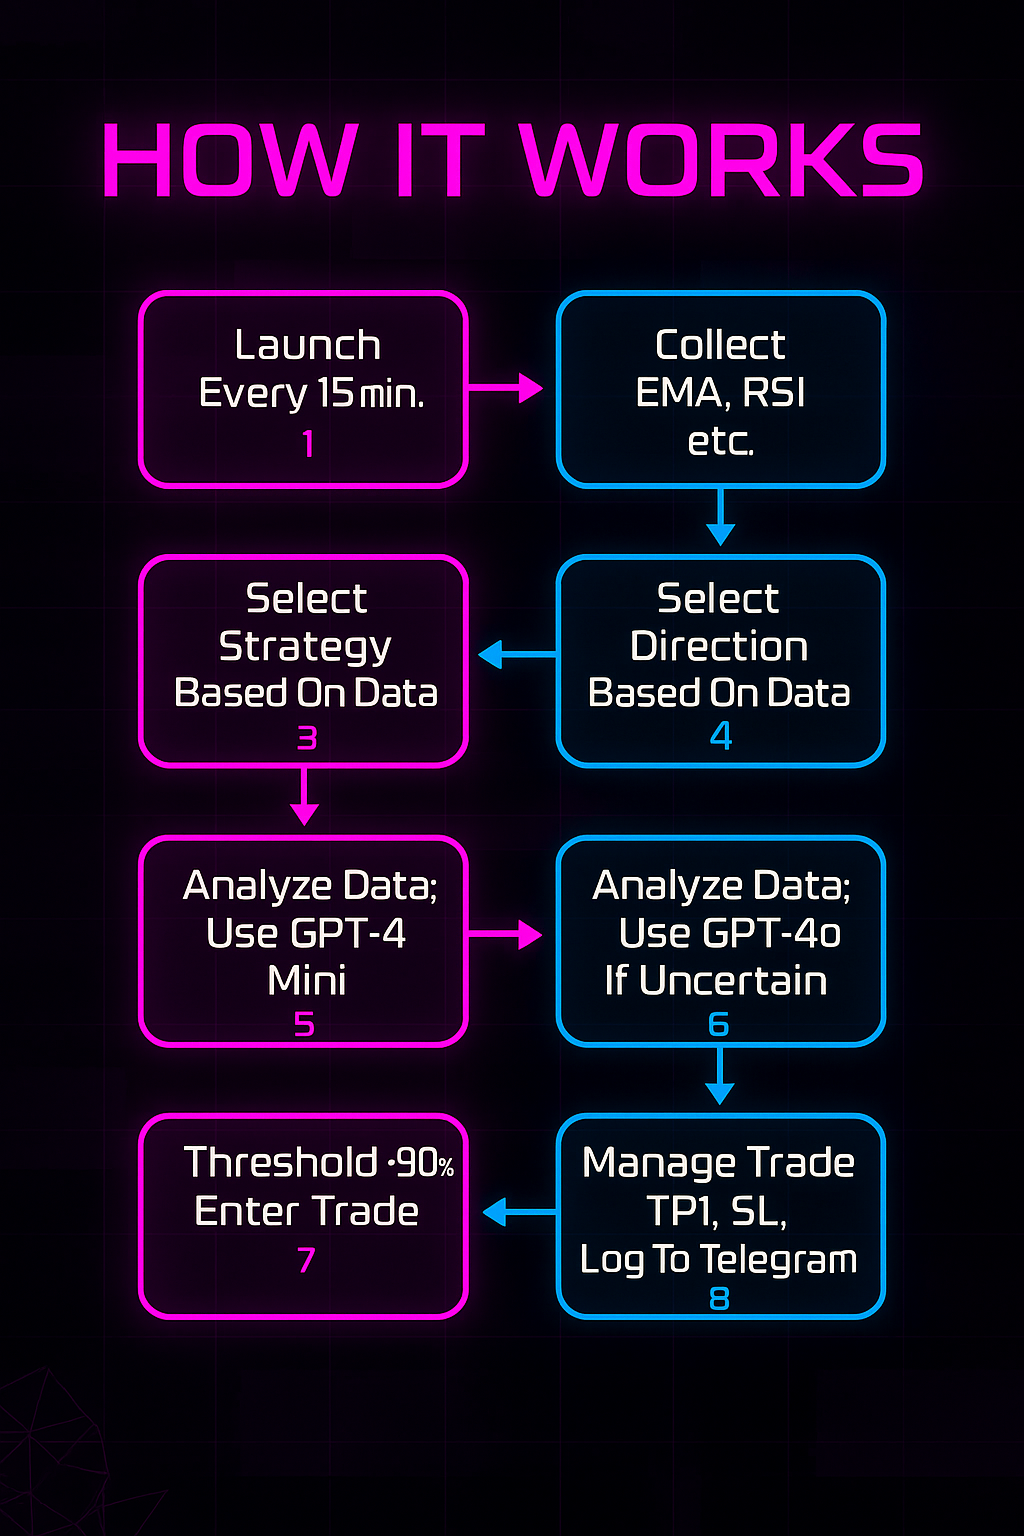 HOW IT WORKS
Launch
Every 15 min.
1
Collect
EMA, RSI
etc.
Select
Strategy
Based On Data
3
Select
Direction
Based On Data
4
Analyze Data;
Use GPT-4
Mini
5
Analyze Data;
Use GPT-4o
If Uncertain
6
Threshold ·90%
Enter Trade
7
Manage Trade
TP1, SL,
Log To Telegram
8